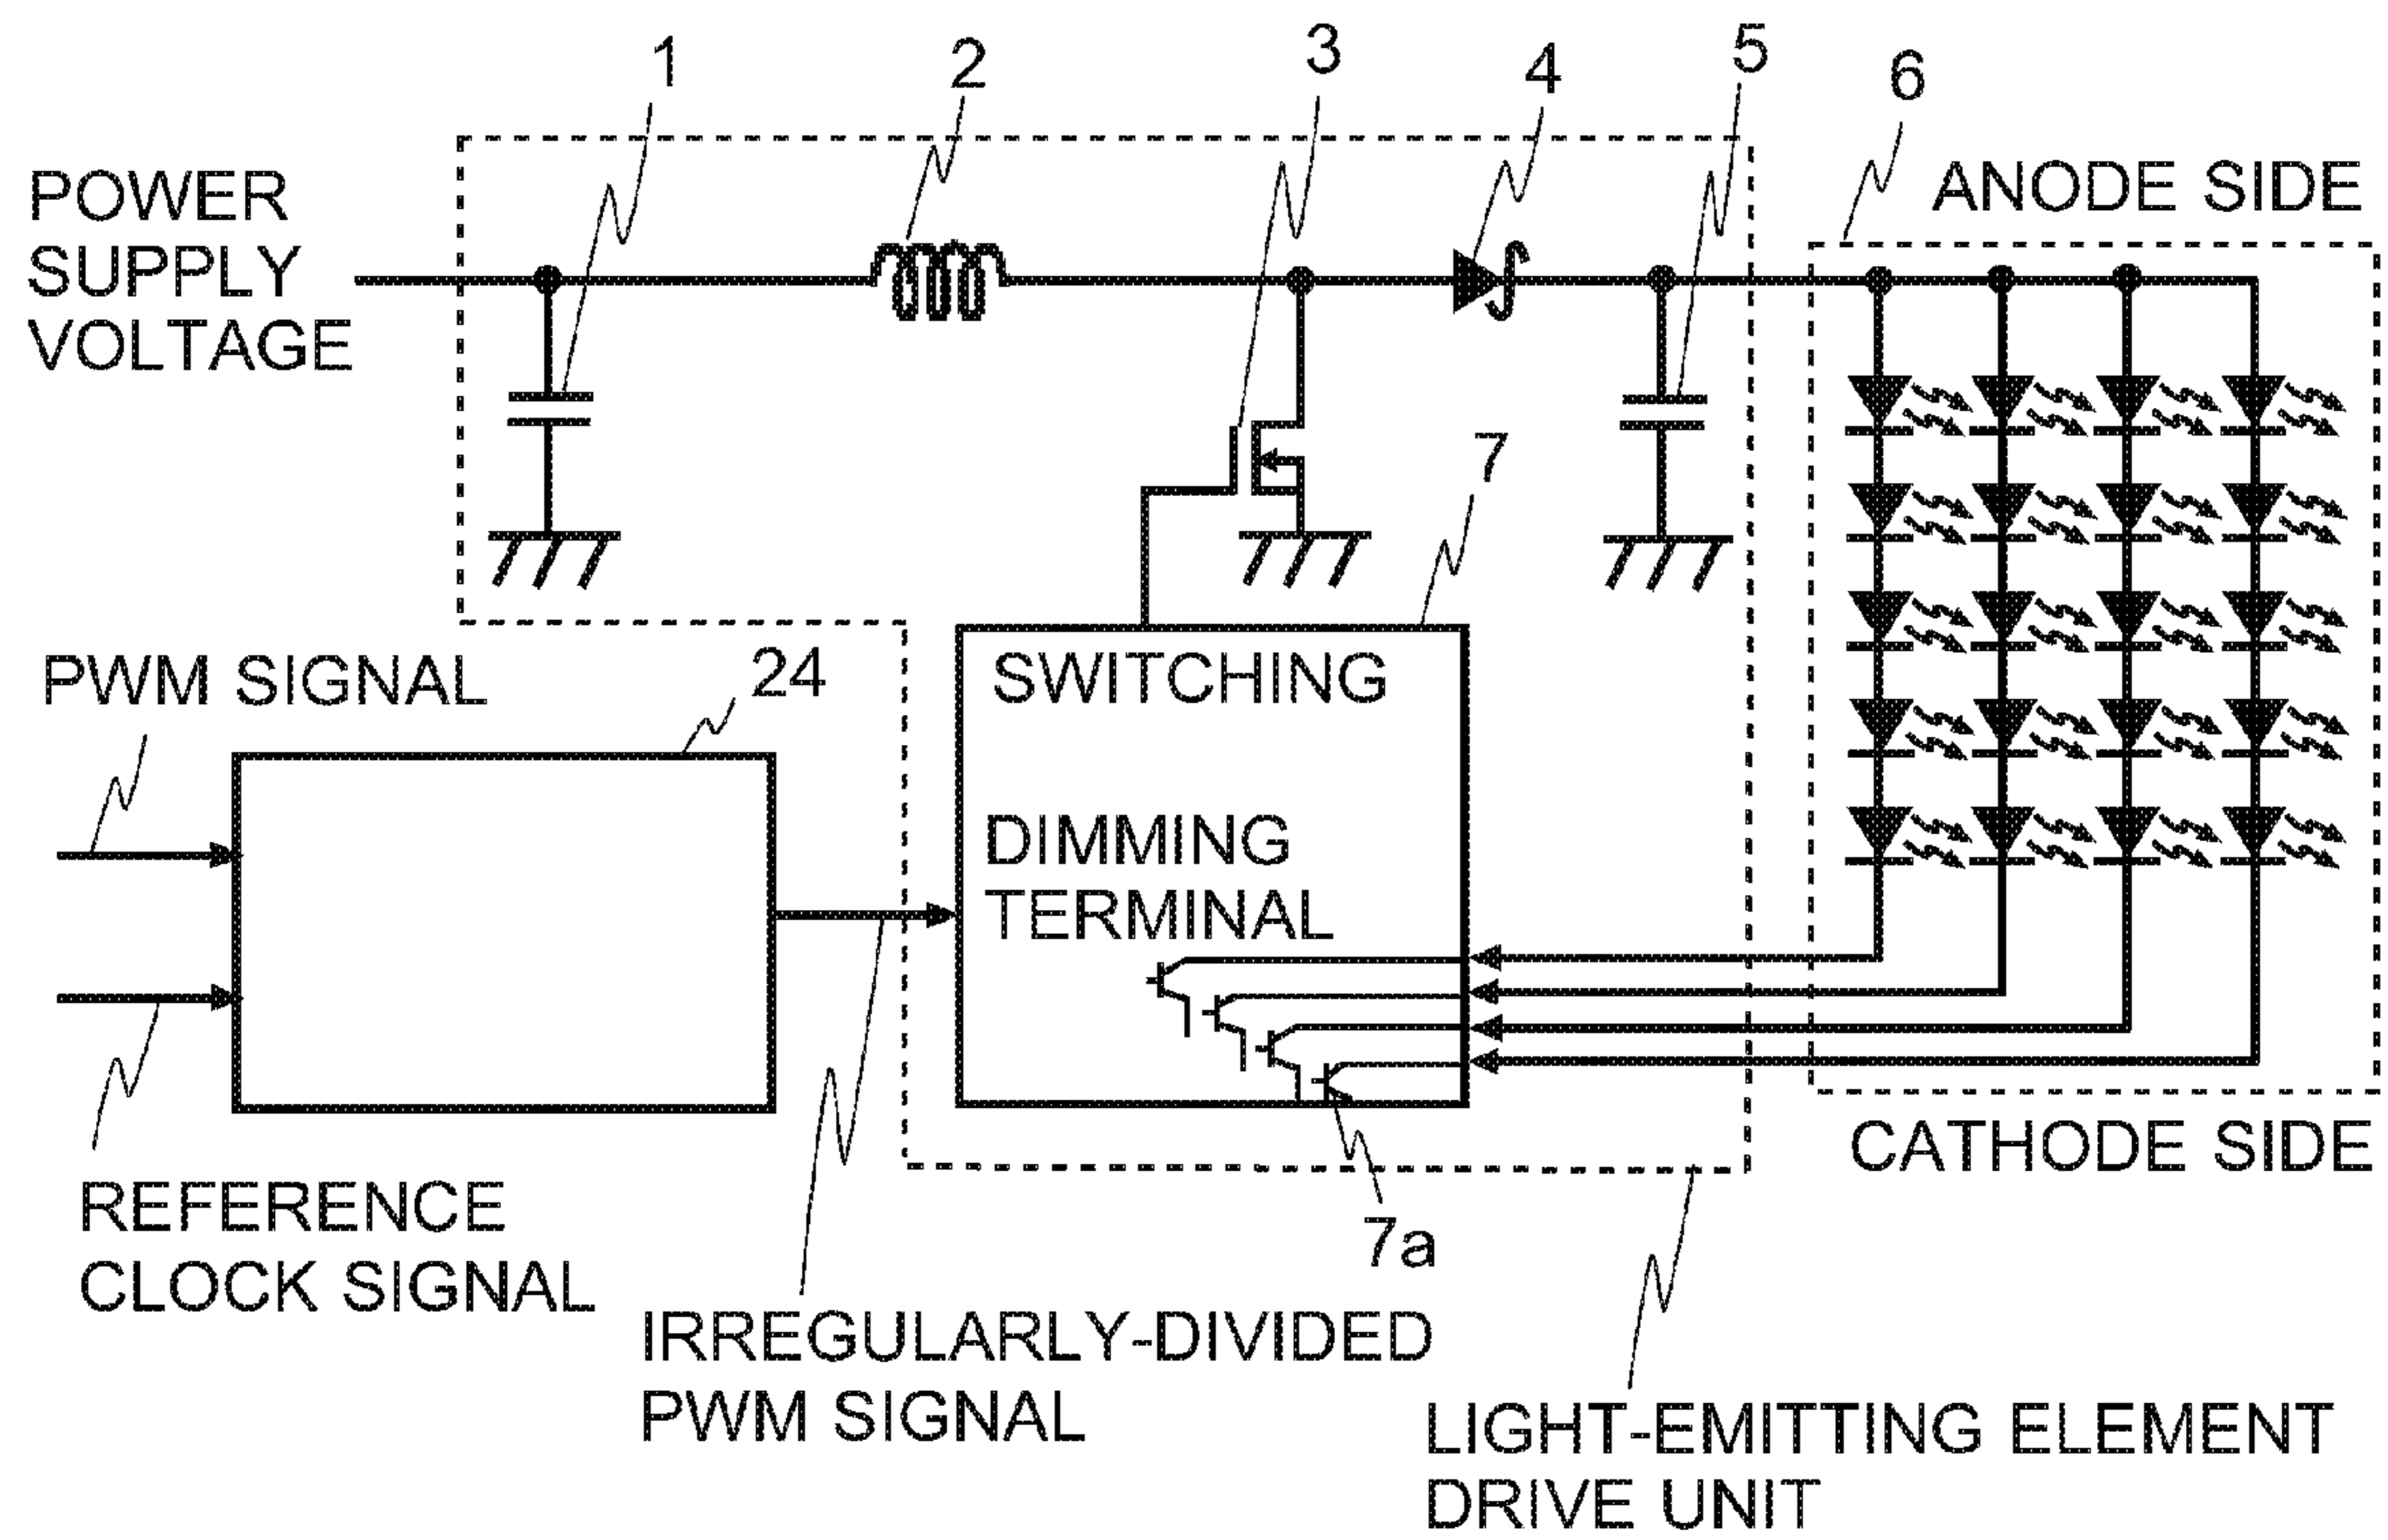 1
2
3
4
5
6
POWER
SUPPLY
VOLTAGE
ANODE SIDE
7
PWM SIGNAL
24
SWITCHING
DIMMING
TERMINAL
CATHODE SIDE
7a
REFERENCE
CLOCK SIGNAL
IRREGULARLY-DIVIDED
PWM SIGNAL
LIGHT-EMITTING ELEMENT
DRIVE UNIT